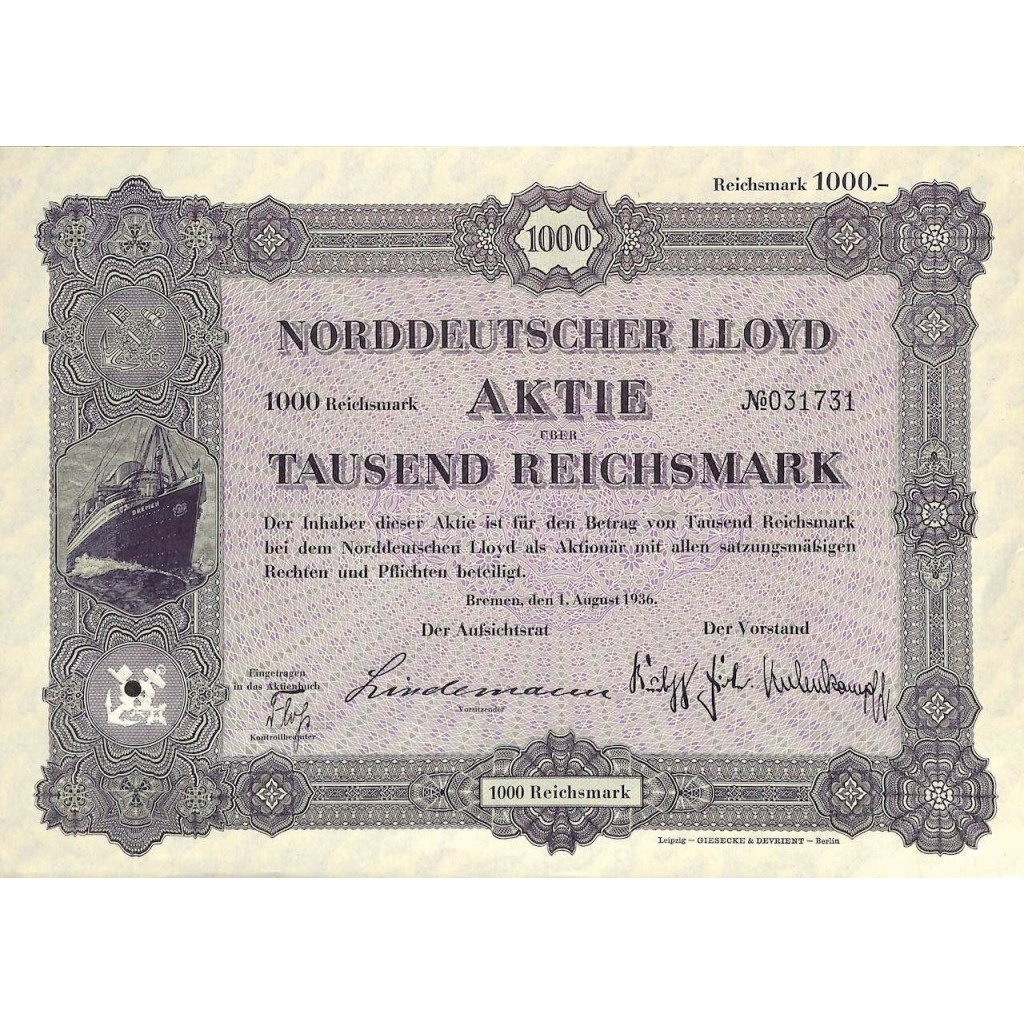 Reichsmark 1000.-
1000
NORDDEUTSCHER LLOYD
1000 Reichsmark AKTIE №031731
ÜBER
TAUSEND REICHSMARK
Der Inhaber dieser Aktie ist für den Betrag von Tausend Reichsmark
bei dem Norddeutschen Lloyd als Aktionär mit allen satzungsmäßigen
Rechten und Pflichten beteiligt.
BREMEN
Bremen, den 1. August 1936.
Der Aufsichtsrat Der Vorstand
Eingetragen
in das Aktienbuch
Lindemann
Vorsitzender
Kontrollbeamter
1000 Reichsmark
Leipzig — GIESECKE & DEVRIENT — Berlin